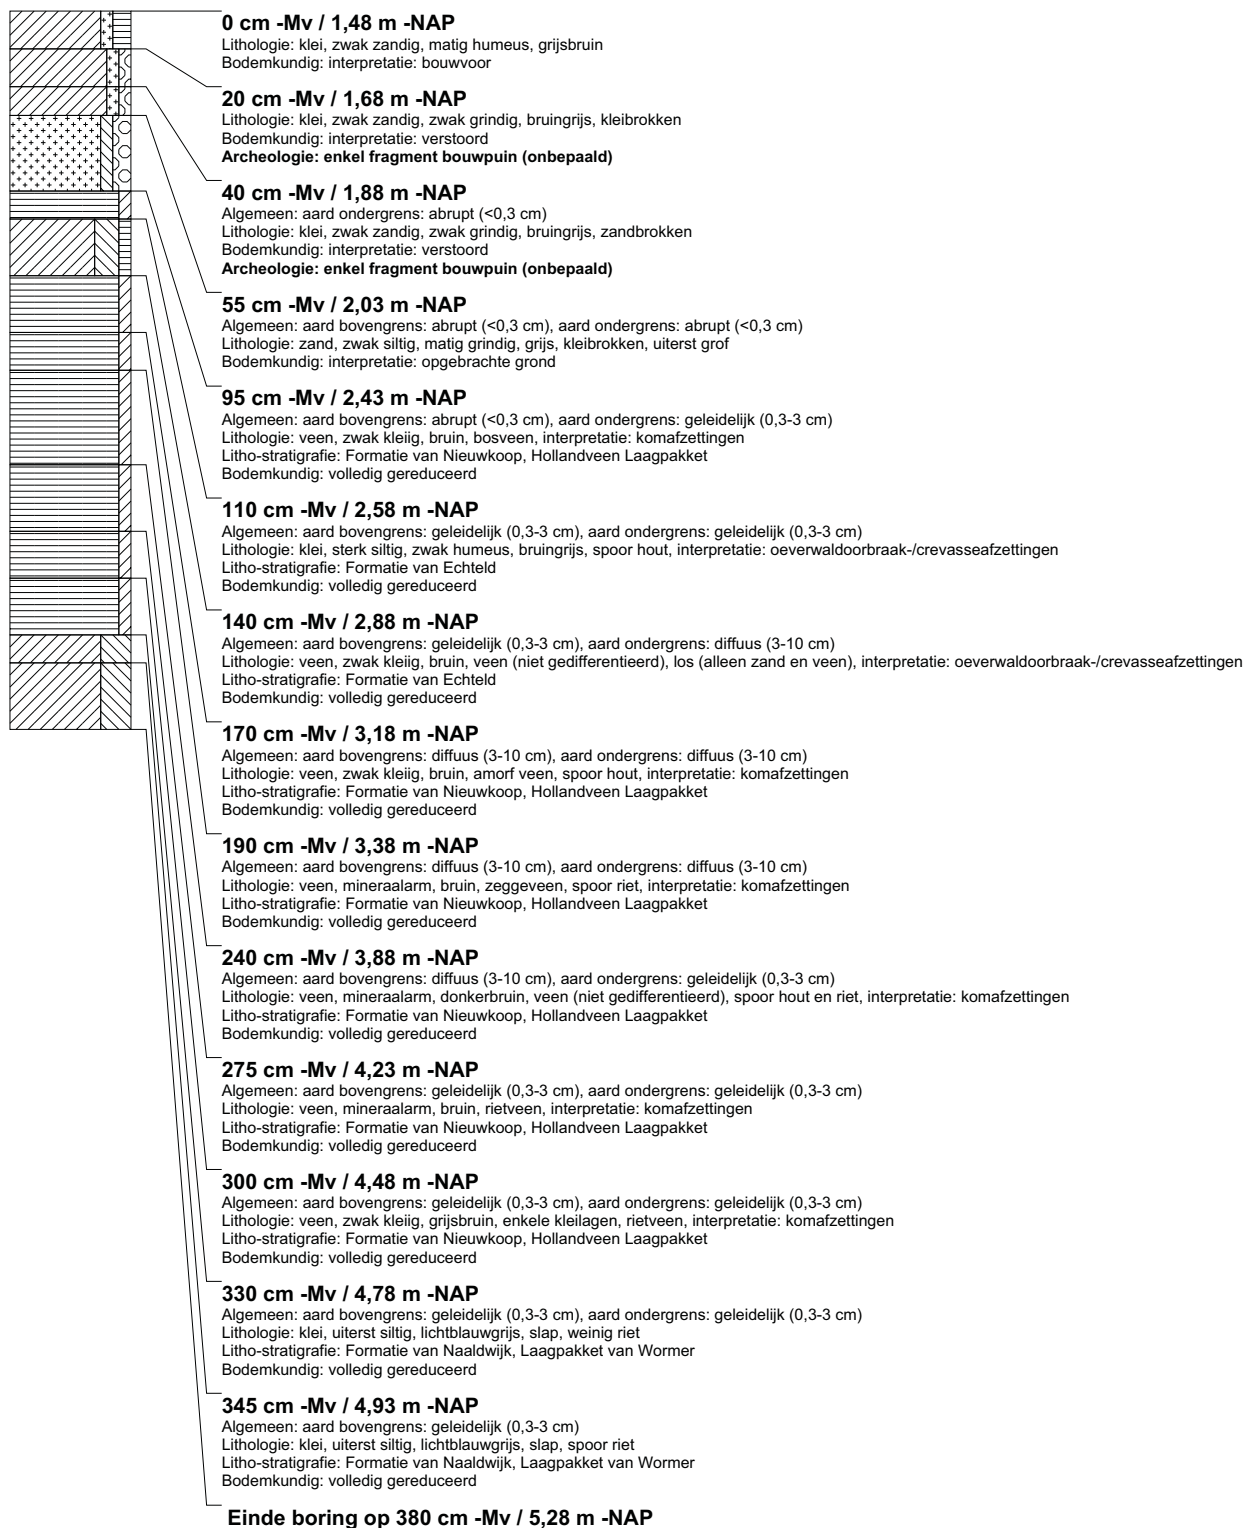 0 cm -Mv / 1,48 m -NAP
Lithologie: klei, zwak zandig, matig humeus, grijsbruin
Bodemkundig: interpretatie: bouwvoor
20 cm -Mv / 1,68 m -NAP
Lithologie: klei, zwak zandig, zwak grindig, bruingrijs, kleibrokken
Bodemkundig: interpretatie: verstoord
Archeologie: enkel fragment bouwpuin (onbepaald)
40 cm -Mv / 1,88 m -NAP
Algemeen: aard ondergrens: abrupt (<0,3 cm)
Lithologie: klei, zwak zandig, zwak grindig, bruingrijs, zandbrokken
Bodemkundig: interpretatie: verstoord
Archeologie: enkel fragment bouwpuin (onbepaald)
55 cm -Mv / 2,03 m -NAP
Algemeen: aard bovengrens: abrupt (<0,3 cm), aard ondergrens: abrupt (<0,3 cm)
Lithologie: zand, zwak siltig, matig grindig, grijs, kleibrokken, uiterst grof
Bodemkundig: interpretatie: opgebrachte grond
95 cm -Mv / 2,43 m -NAP
Algemeen: aard bovengrens: abrupt (<0,3 cm), aard ondergrens: geleidelijk (0,3-3 cm)
Lithologie: veen, zwak kleiig, bruin, bosveen, interpretatie: komafzettingen
Litho-stratigrafie: Formatie van Nieuwkoop, Hollandveen Laagpakket
Bodemkundig: volledig gereduceerd
110 cm -Mv / 2,58 m -NAP
Algemeen: aard bovengrens: geleidelijk (0,3-3 cm), aard ondergrens: geleidelijk (0,3-3 cm)
Lithologie: klei, sterk siltig, zwak humeus, bruingrijs, spoor hout, interpretatie: oeverwaldoorbraak-/crevasseafzettingen
Litho-stratigrafie: Formatie van Echteld
Bodemkundig: volledig gereduceerd
140 cm -Mv / 2,88 m -NAP
Algemeen: aard bovengrens: geleidelijk (0,3-3 cm), aard ondergrens: diffuus (3-10 cm)
Lithologie: veen, zwak kleiig, bruin, veen (niet gedifferentieerd), los (alleen zand en veen), interpretatie: oeverwaldoorbraak-/crevasseafzettingen
Litho-stratigrafie: Formatie van Echteld
Bodemkundig: volledig gereduceerd
170 cm -Mv / 3,18 m -NAP
Algemeen: aard bovengrens: diffuus (3-10 cm), aard ondergrens: diffuus (3-10 cm)
Lithologie: veen, zwak kleiig, bruin, amorf veen, spoor hout, interpretatie: komafzettingen
Litho-stratigrafie: Formatie van Nieuwkoop, Hollandveen Laagpakket
Bodemkundig: volledig gereduceerd
190 cm -Mv / 3,38 m -NAP
Algemeen: aard bovengrens: diffuus (3-10 cm), aard ondergrens: diffuus (3-10 cm)
Lithologie: veen, mineraalarm, bruin, zeggeveen, spoor riet, interpretatie: komafzettingen
Litho-stratigrafie: Formatie van Nieuwkoop, Hollandveen Laagpakket
Bodemkundig: volledig gereduceerd
240 cm -Mv / 3,88 m -NAP
Algemeen: aard bovengrens: diffuus (3-10 cm), aard ondergrens: geleidelijk (0,3-3 cm)
Lithologie: veen, mineraalarm, donkerbruin, veen (niet gedifferentieerd), spoor hout en riet, interpretatie: komafzettingen
Litho-stratigrafie: Formatie van Nieuwkoop, Hollandveen Laagpakket
Bodemkundig: volledig gereduceerd
275 cm -Mv / 4,23 m -NAP
Algemeen: aard bovengrens: geleidelijk (0,3-3 cm), aard ondergrens: geleidelijk (0,3-3 cm)
Lithologie: veen, mineraalarm, bruin, rietveen, interpretatie: komafzettingen
Litho-stratigrafie: Formatie van Nieuwkoop, Hollandveen Laagpakket
Bodemkundig: volledig gereduceerd
300 cm -Mv / 4,48 m -NAP
Algemeen: aard bovengrens: geleidelijk (0,3-3 cm), aard ondergrens: geleidelijk (0,3-3 cm)
Lithologie: veen, zwak kleiig, grijsbruin, enkele kleilagen, rietveen, interpretatie: komafzettingen
Litho-stratigrafie: Formatie van Nieuwkoop, Hollandveen Laagpakket
Bodemkundig: volledig gereduceerd
330 cm -Mv / 4,78 m -NAP
Algemeen: aard bovengrens: geleidelijk (0,3-3 cm), aard ondergrens: geleidelijk (0,3-3 cm)
Lithologie: klei, uiterst siltig, lichtblauwgrijs, slap, weinig riet
Litho-stratigrafie: Formatie van Naaldwijk, Laagpakket van Wormer
Bodemkundig: volledig gereduceerd
345 cm -Mv / 4,93 m -NAP
Algemeen: aard bovengrens: geleidelijk (0,3-3 cm)
Lithologie: klei, uiterst siltig, lichtblauwgrijs, slap, spoor riet
Litho-stratigrafie: Formatie van Naaldwijk, Laagpakket van Wormer
Bodemkundig: volledig gereduceerd
Einde boring op 380 cm -Mv / 5,28 m -NAP